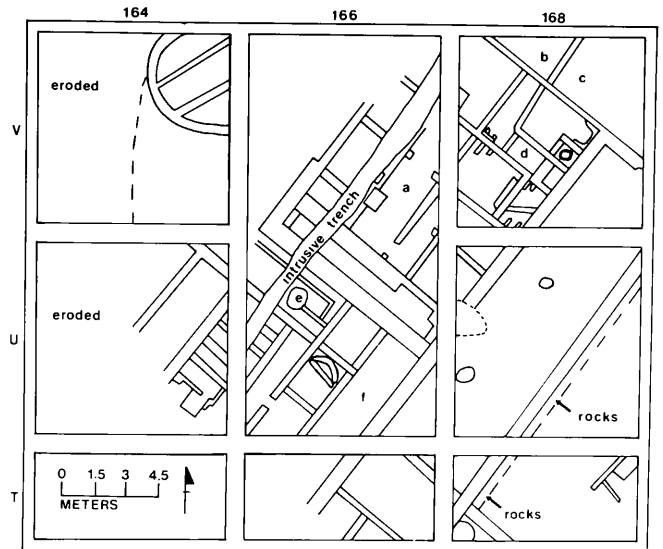 164 166 168
V
eroded
b
c
d
a
intrusive trench
U
eroded
e
f
rocks
T
0 1.5 3 4.5
METERS
rocks